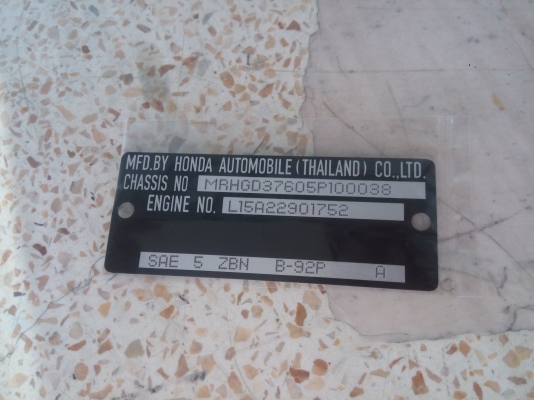 MFD.BY HONDA AUTOMOBILE (THAILAND) CO.,LTD.
CHASSIS NO MRHGD37605P100038
ENGINE NO. L15A22901752
SAE 5 ZBN B-92P A